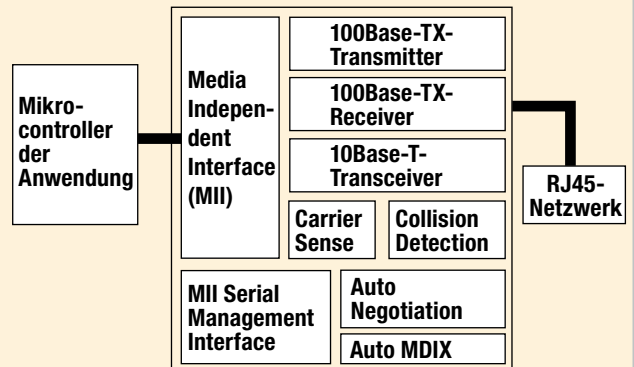 Mikro-
controller
der
Anwendung
Media
Indepen-
dent
Interface
(MII)
100Base-TX-
Transmitter
100Base-TX-
Receiver
10Base-T-
Transceiver
Carrier
Sense
Collision
Detection
MII Serial
Management
Interface
Auto
Negotiation
Auto MDIX
RJ45-
Netzwerk